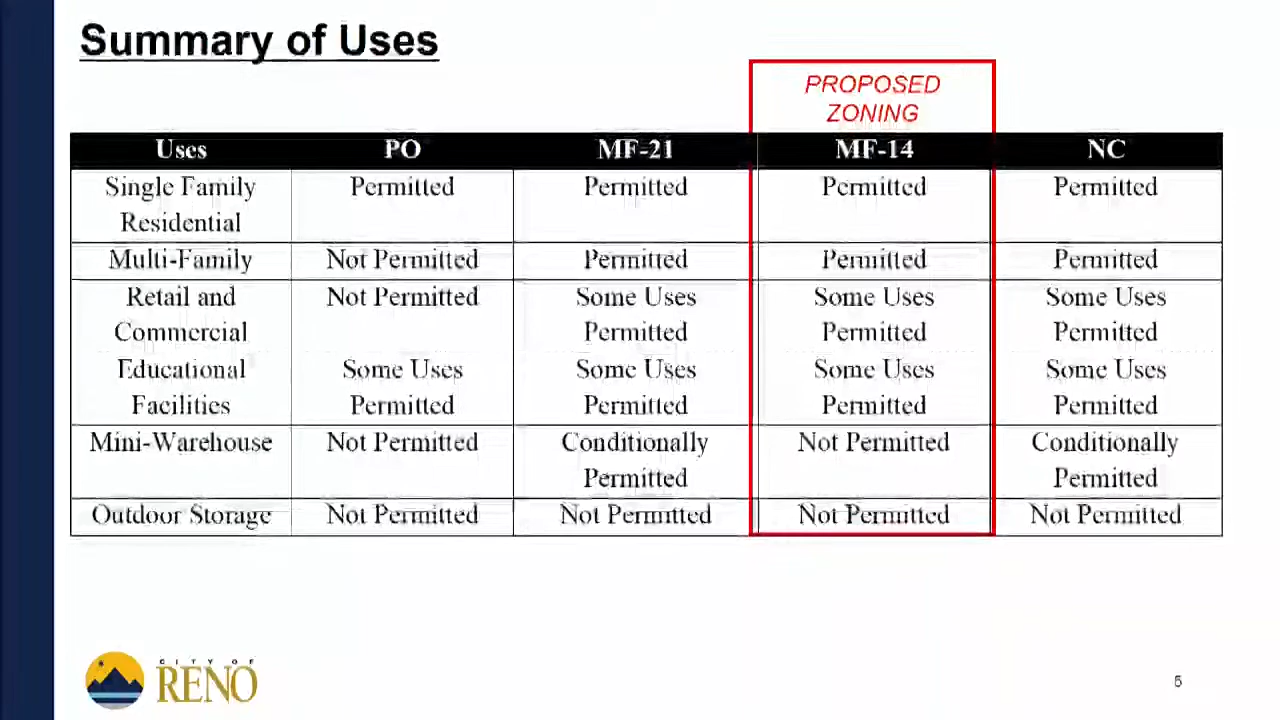 Summary of Uses
PROPOSED
ZONING
Uses PO MF-21 MF-14 NC
Single Family Permitted Permitted Permitted Permitted
Residential
Multi-Family Not Permitted Permitted Permitted Permitted
Retail and Not Permitted Some Uses Some Uses Some Uses
Commercial Permitted Permitted Permitted
Educational Some Uses Some Uses Some Uses Some Uses
Facilities Permitted Permitted Permitted Permitted
Mini-Warehouse Not Permitted Conditionally Not Permitted Conditionally
Permitted Permitted
Outdoor Storage Not Permitted Not Permitted Not Permitted Not Permitted
CITY OF
RENO
5